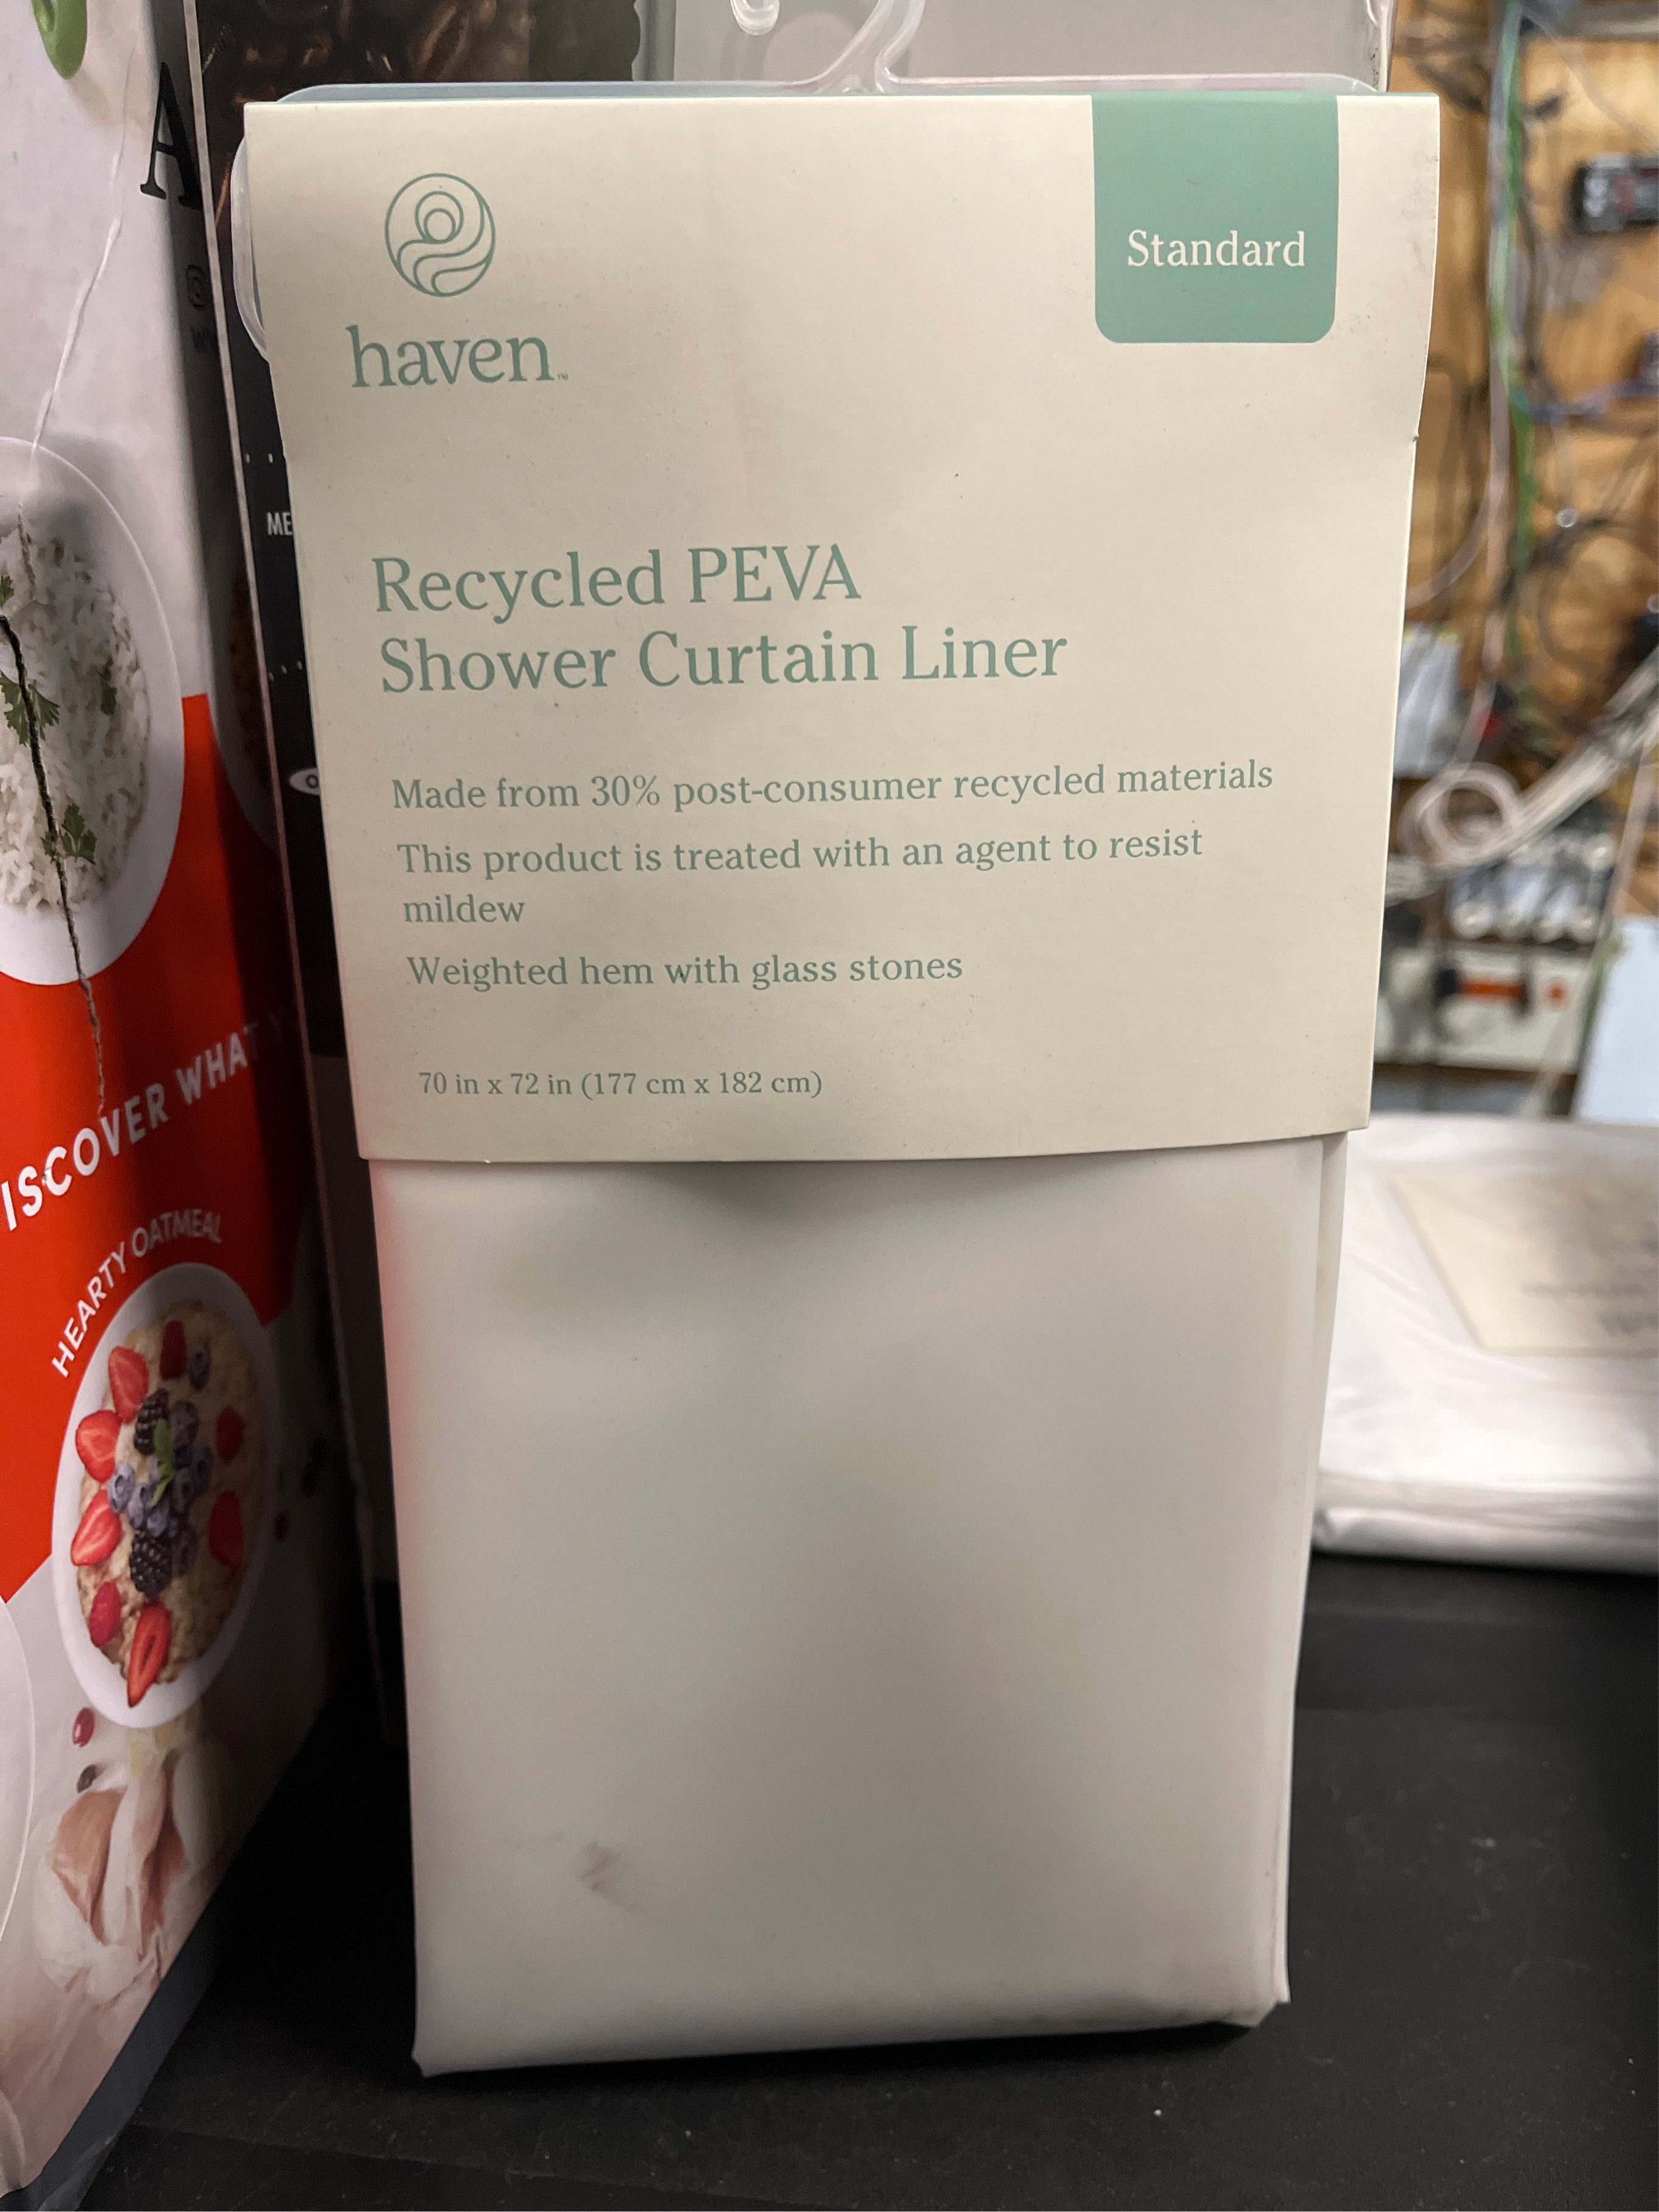 haven™
Standard
Recycled PEVA
Shower Curtain Liner
Made from 30% post-consumer recycled materials
This product is treated with an agent to resist
mildew
Weighted hem with glass stones
70 in x 72 in (177 cm x 182 cm)
A
ME
ISCOVER WHAT
HEARTY OATMEAL